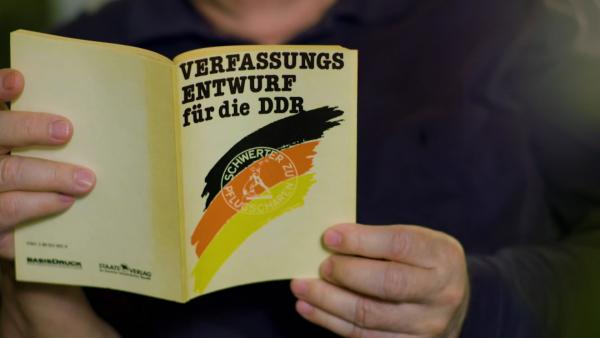 VERFASSUNGS
ENTWURF
für die DDR
SCHWERTER ZU
PFLUGSCHAREN
BASISDRUCK
STAATSVERLAG